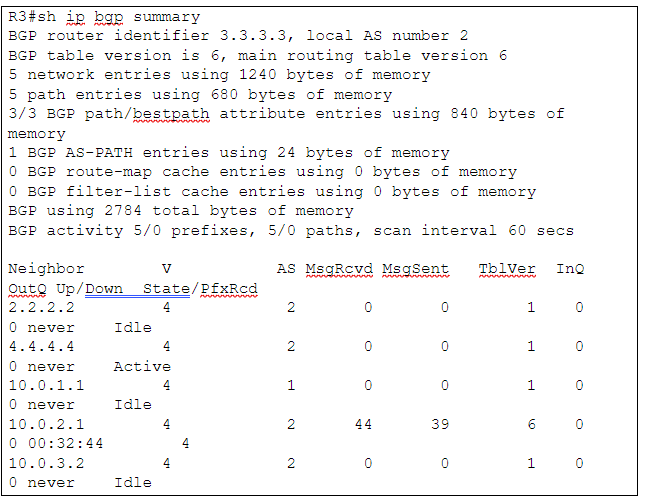 R3#sh ip bgp summary
BGP router identifier 3.3.3.3, local AS number 2
BGP table version is 6, main routing table version 6
5 network entries using 1240 bytes of memory
5 path entries using 680 bytes of memory
3/3 BGP path/bestpath attribute entries using 840 bytes of
memory
1 BGP AS-PATH entries using 24 bytes of memory
0 BGP route-map cache entries using 0 bytes of memory
0 BGP filter-list cache entries using 0 bytes of memory
BGP using 2784 total bytes of memory
BGP activity 5/0 prefixes, 5/0 paths, scan interval 60 secs
Neighbor V AS MsgRcvd MsgSent TblVer InQ
OutQ Up/Down State/PfxRcd
2.2.2.2 4 2 0 0 1 0
0 never Idle
4.4.4.4 4 2 0 0 1 0
0 never Active
10.0.1.1 4 1 0 0 1 0
0 never Idle
10.0.2.1 4 2 44 39 6 0
0 00:32:44 4
10.0.3.2 4 2 0 0 1 0
0 never Idle